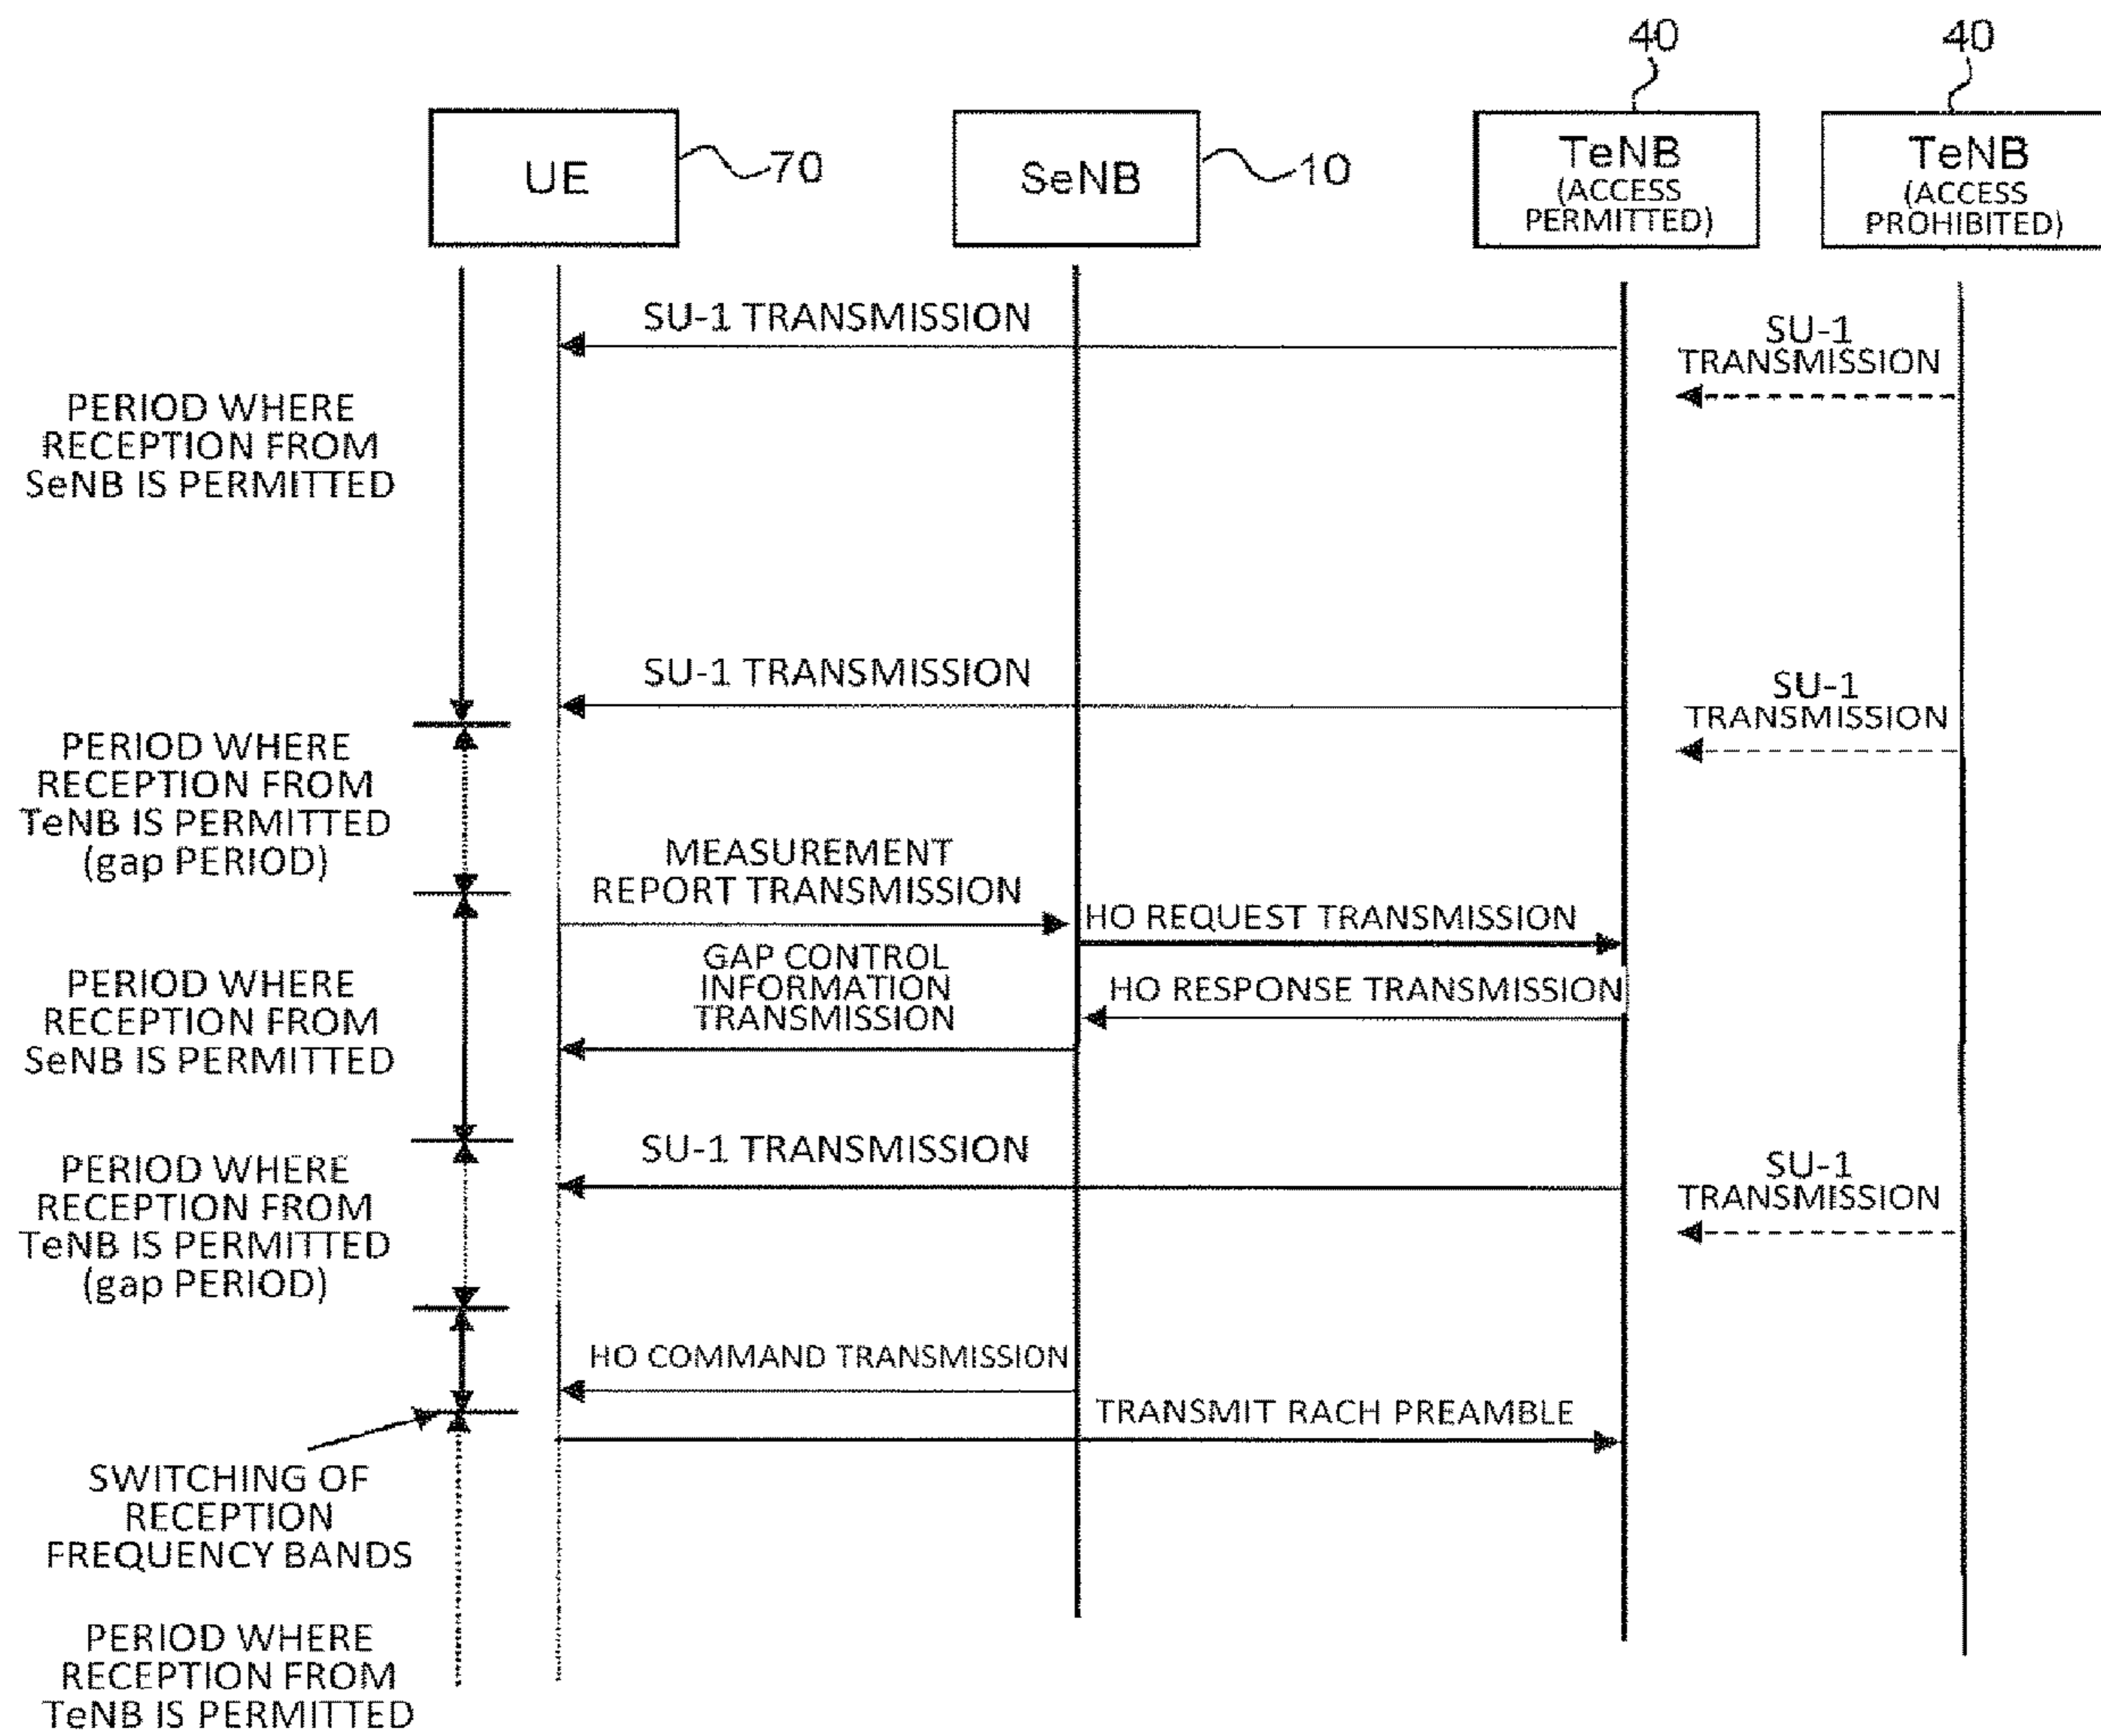 40
40
UE
70
SeNB
10
TeNB
(ACCESS
PERMITTED)
TeNB
(ACCESS
PROHIBITED)
SU-1 TRANSMISSION
SU-1
TRANSMISSION
PERIOD WHERE
RECEPTION FROM
SeNB IS PERMITTED
SU-1 TRANSMISSION
SU-1
TRANSMISSION
PERIOD WHERE
RECEPTION FROM
TeNB IS PERMITTED
(gap PERIOD)
MEASUREMENT
REPORT TRANSMISSION
HO REQUEST TRANSMISSION
GAP CONTROL
INFORMATION
TRANSMISSION
HO RESPONSE TRANSMISSION
PERIOD WHERE
RECEPTION FROM
SeNB IS PERMITTED
SU-1 TRANSMISSION
SU-1
TRANSMISSION
PERIOD WHERE
RECEPTION FROM
TeNB IS PERMITTED
(gap PERIOD)
HO COMMAND TRANSMISSION
TRANSMIT RACH PREAMBLE
SWITCHING OF
RECEPTION
FREQUENCY BANDS
PERIOD WHERE
RECEPTION FROM
TeNB IS PERMITTED